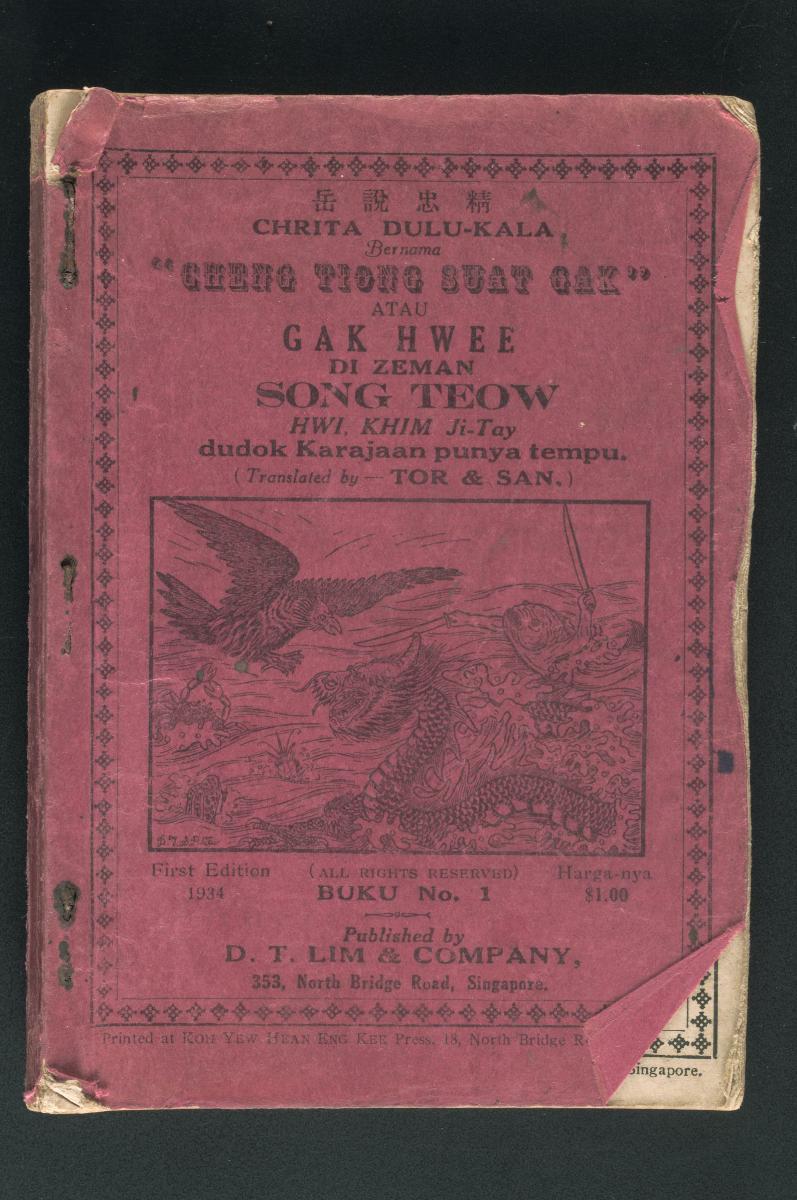 岳說忠精
CHRITA DULU-KALA
Bernama
"CHENG TIONG SUAT GAK"
ATAU
GAK HWEE
DI ZEMAN
SONG TEOW
HWI, KHIM Ji-Tay
dudok Karajaan punya tempu.
(Translated by — TOR & SAN.)
First Edition (ALL RIGHTS RESERVED) Harga-nya
1934 BUKU No. 1 $1.00
Published by
D. T. LIM & COMPANY,
353, North Bridge Road, Singapore.
Printed at KOH YEW HEAN ENG KEE Press, 18, North Bridge
Singapore.